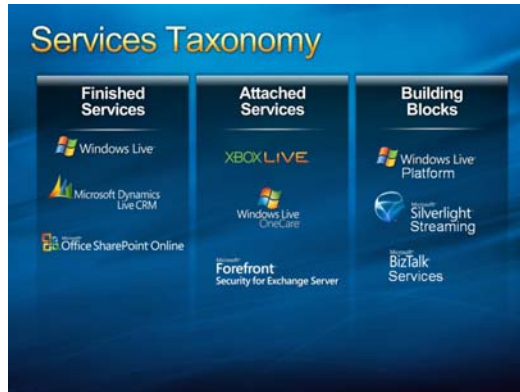 Services Taxonomy
Finished
Services
Windows Live
Microsoft Dynamics
Live CRM
Microsoft
Office SharePoint Online
Attached
Services
XBOX LIVE
Windows Live
OneCare
Microsoft
Forefront
Security for Exchange Server
Building
Blocks
Windows Live
Platform
Microsoft
Silverlight
Streaming
Microsoft
BizTalk
Services